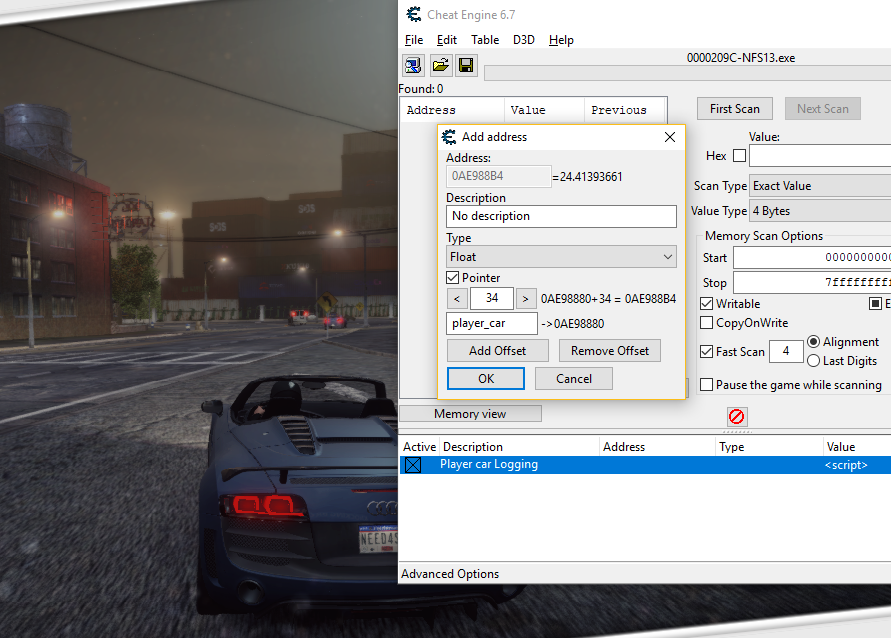 Cheat Engine 6.7
File Edit Table D3D Help
0000209C-NFS13.exe
Found: 0
Address Value Previous
First Scan Next Scan
Value:
Hex
Scan Type Exact Value
Value Type 4 Bytes
Memory Scan Options
Start 000000000
Stop 7fffffff
Writable E
CopyOnWrite
Fast Scan 4 Alignment
Last Digits
Pause the game while scanning
Add address
Address:
0AE988B4 =24.41393661
Description
No description
Type
Float
Pointer
< 34 > 0AE98880+34 = 0AE988B4
player_car ->0AE98880
Add Offset Remove Offset
OK Cancel
Memory view
Active Description Address Type Value
Player car Logging <script>
Advanced Options